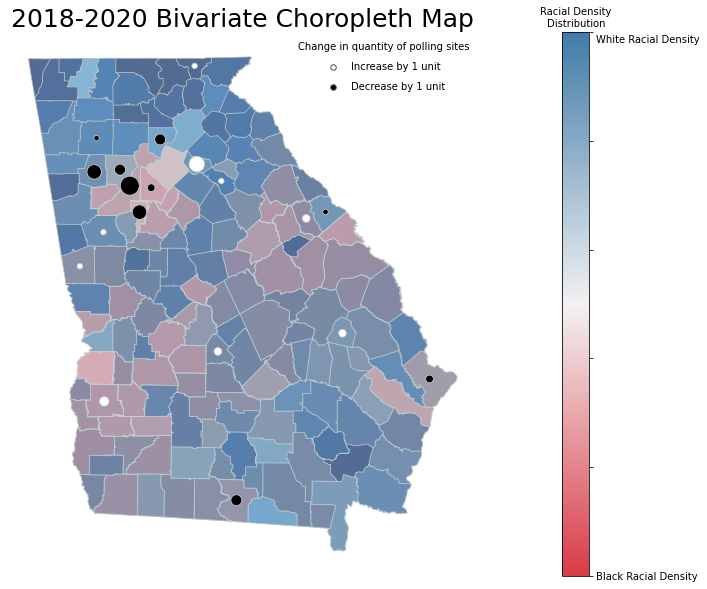 2018-2020 Bivariate Choropleth Map
Racial Density
Distribution
White Racial Density
Change in quantity of polling sites
Increase by 1 unit
Decrease by 1 unit
Black Racial Density